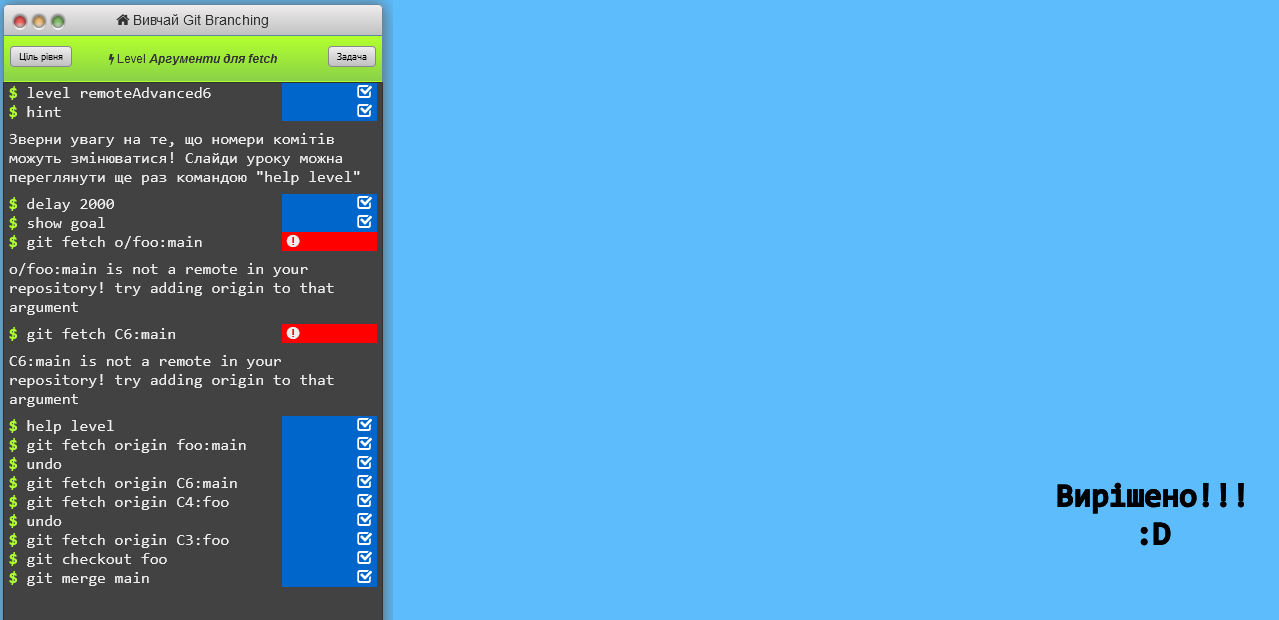 Вивчай Git Branching
Ціль рівня
Level Аргументи для fetch
Задача
$ level remoteAdvanced6
$ hint
Зверни увагу на те, що номери комітів
можуть змінюватися! Слайди уроку можна
переглянути ще раз командою "help level"
$ delay 2000
$ show goal
$ git fetch o/foo:main
o/foo:main is not a remote in your
repository! try adding origin to that
argument
$ git fetch C6:main
C6:main is not a remote in your
repository! try adding origin to that
argument
$ help level
$ git fetch origin foo:main
$ undo
$ git fetch origin C6:main
$ git fetch origin C4:foo
$ undo
$ git fetch origin C3:foo
$ git checkout foo
$ git merge main
Вирішено!!!
:D